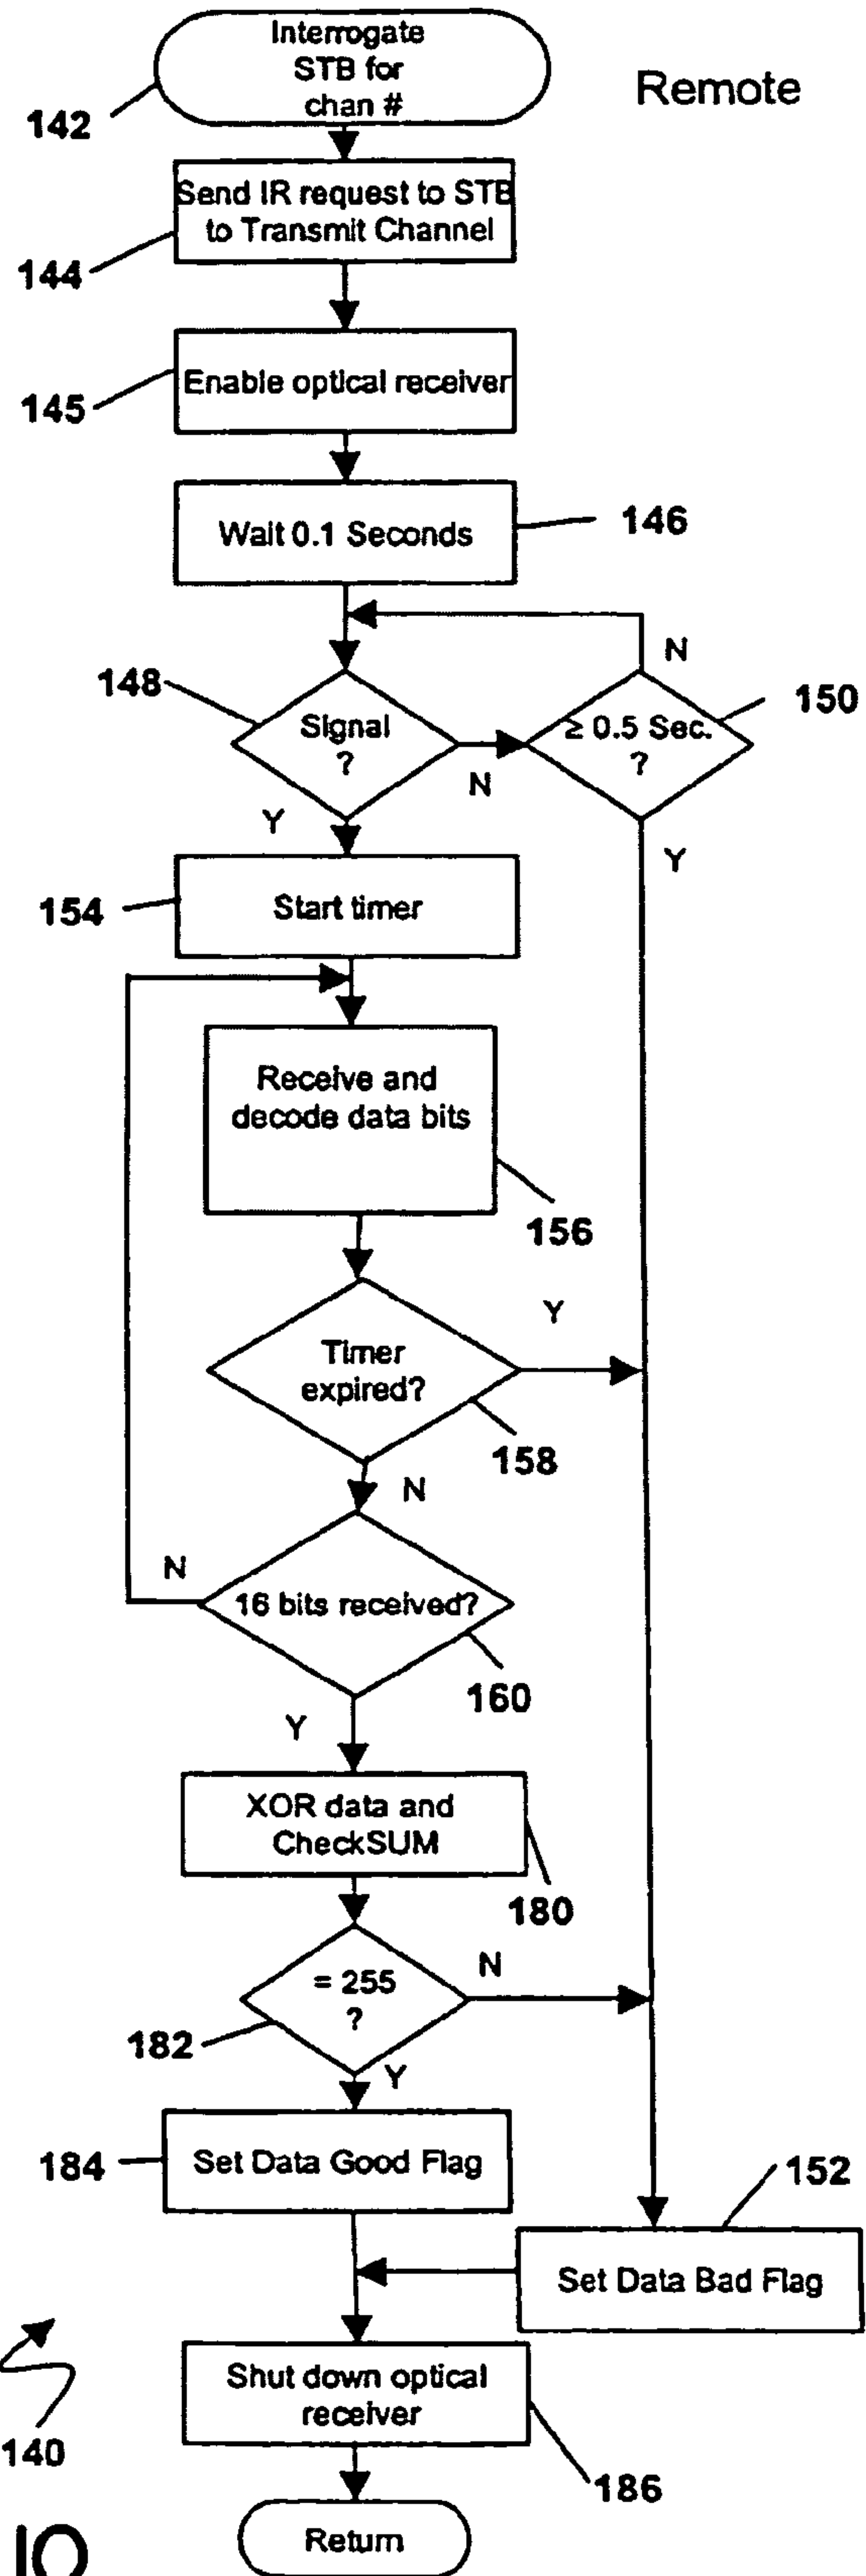 Interrogate
STB for
chan #
Remote
142
Send IR request to STB
to Transmit Channel
144
Enable optical receiver
145
Wait 0.1 Seconds
146
N
148
150
Signal
?
≥ 0.5 Sec.
?
N
Y
Y
154
Start timer
Receive and
decode data bits
156
Y
Timer
expired?
158
N
N
16 bits received?
160
Y
XOR data and
CheckSUM
180
N
= 255
?
182
Y
184
Set Data Good Flag
152
Set Data Bad Flag
Shut down optical
receiver
140
186
Return
10